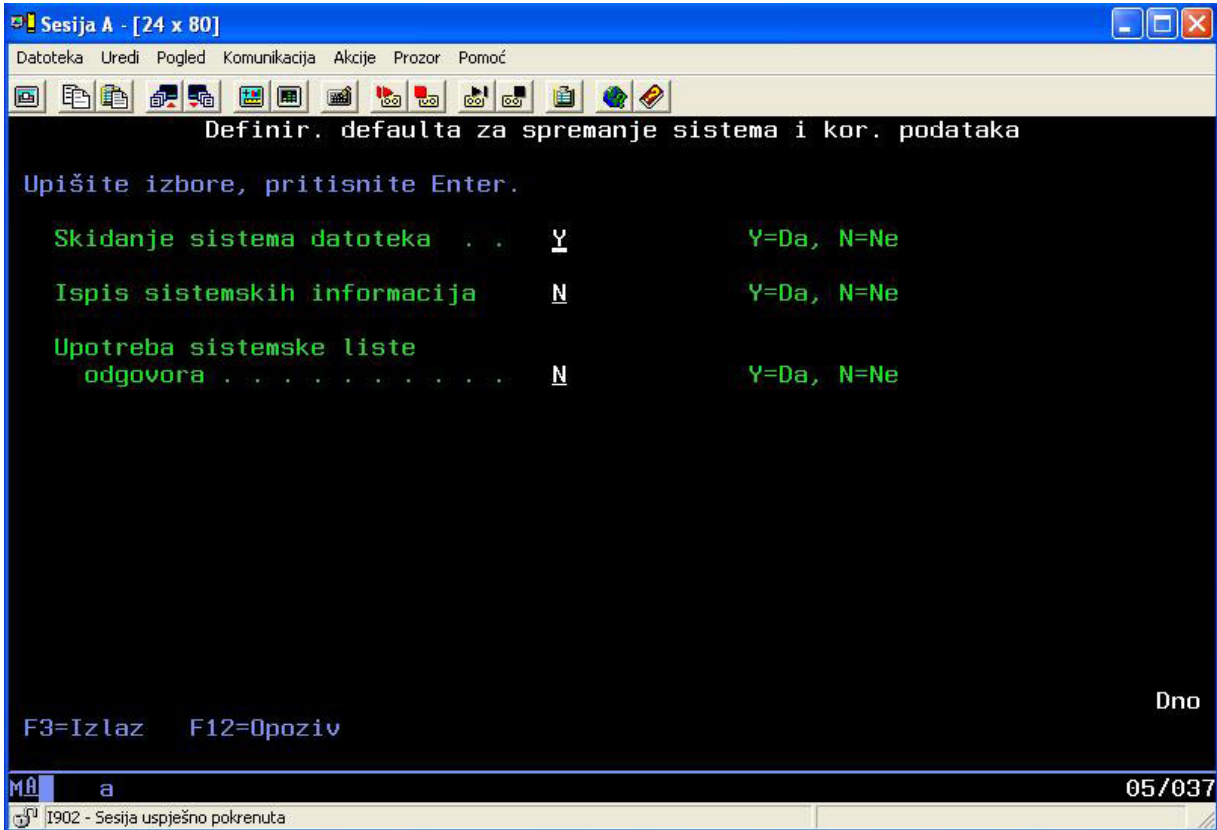 Sesija A - [24 x 80]
Datoteka Uredi Pogled Komunikacija Akcije Prozor Pomoć
Definir. defaulta za spremanje sistema i kor. podataka
Upišite izbore, pritisnite Enter.
Skidanje sistema datoteka . . Y Y=Da, N=Ne
Ispis sistemskih informacija N Y=Da, N=Ne
Upotreba sistemske liste
odgovora . . . . . . . . . . N Y=Da, N=Ne
Dno
F3=Izlaz F12=Opoziv
MA a 05/037
I902 - Sesija uspješno pokrenuta